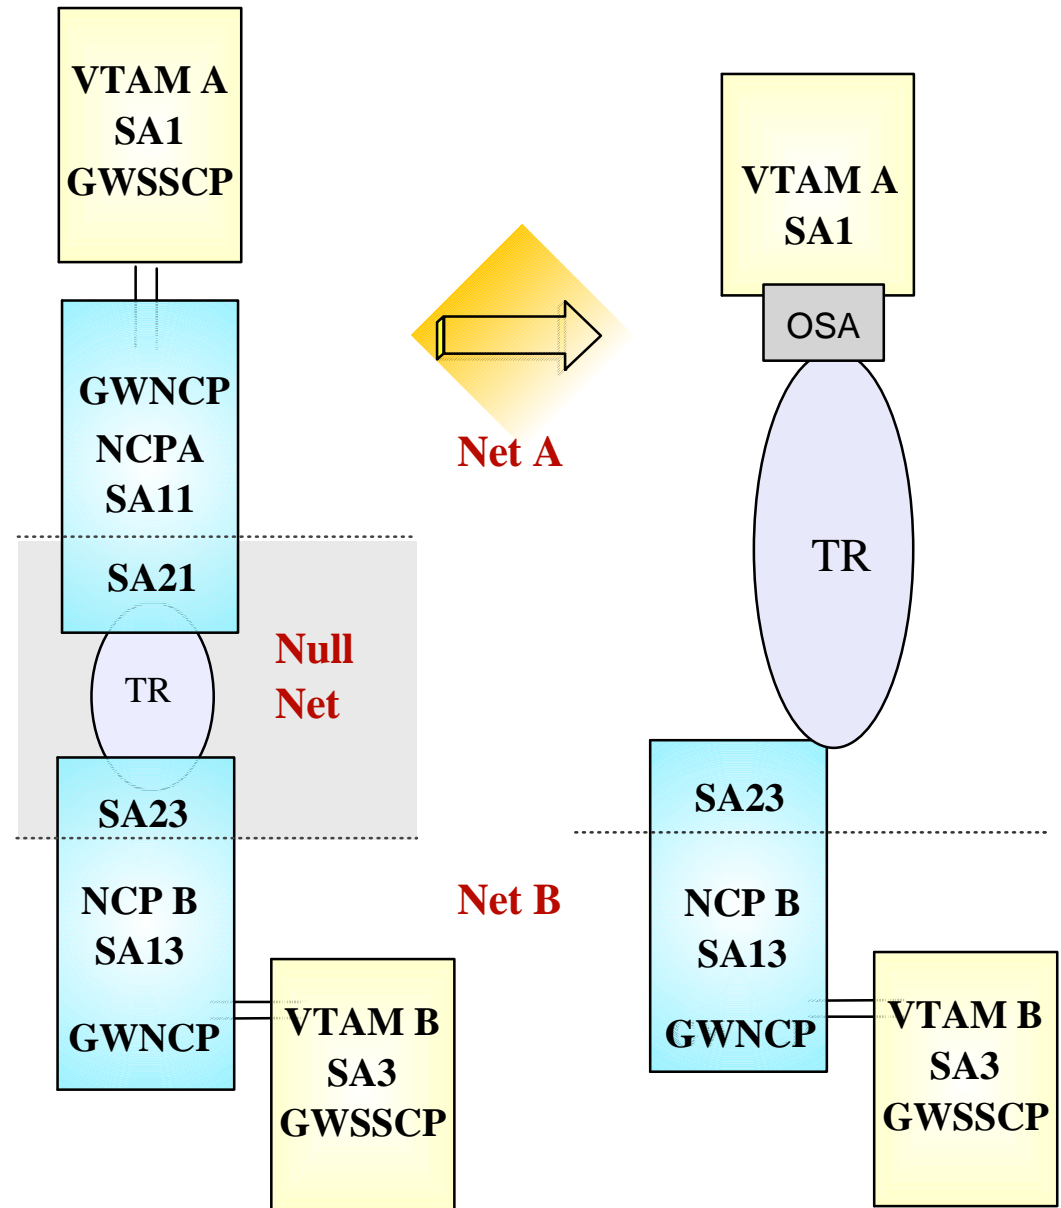 VTAM A
SA1
GWSSCP
GWNCP
NCPA
SA11
SA21
TR
SA23
NCP B
SA13
GWNCP
VTAM B
SA3
GWSSCP
Net A
Null
Net
Net B
VTAM A
SA1
OSA
TR
SA23
NCP B
SA13
GWNCP
VTAM B
SA3
GWSSCP